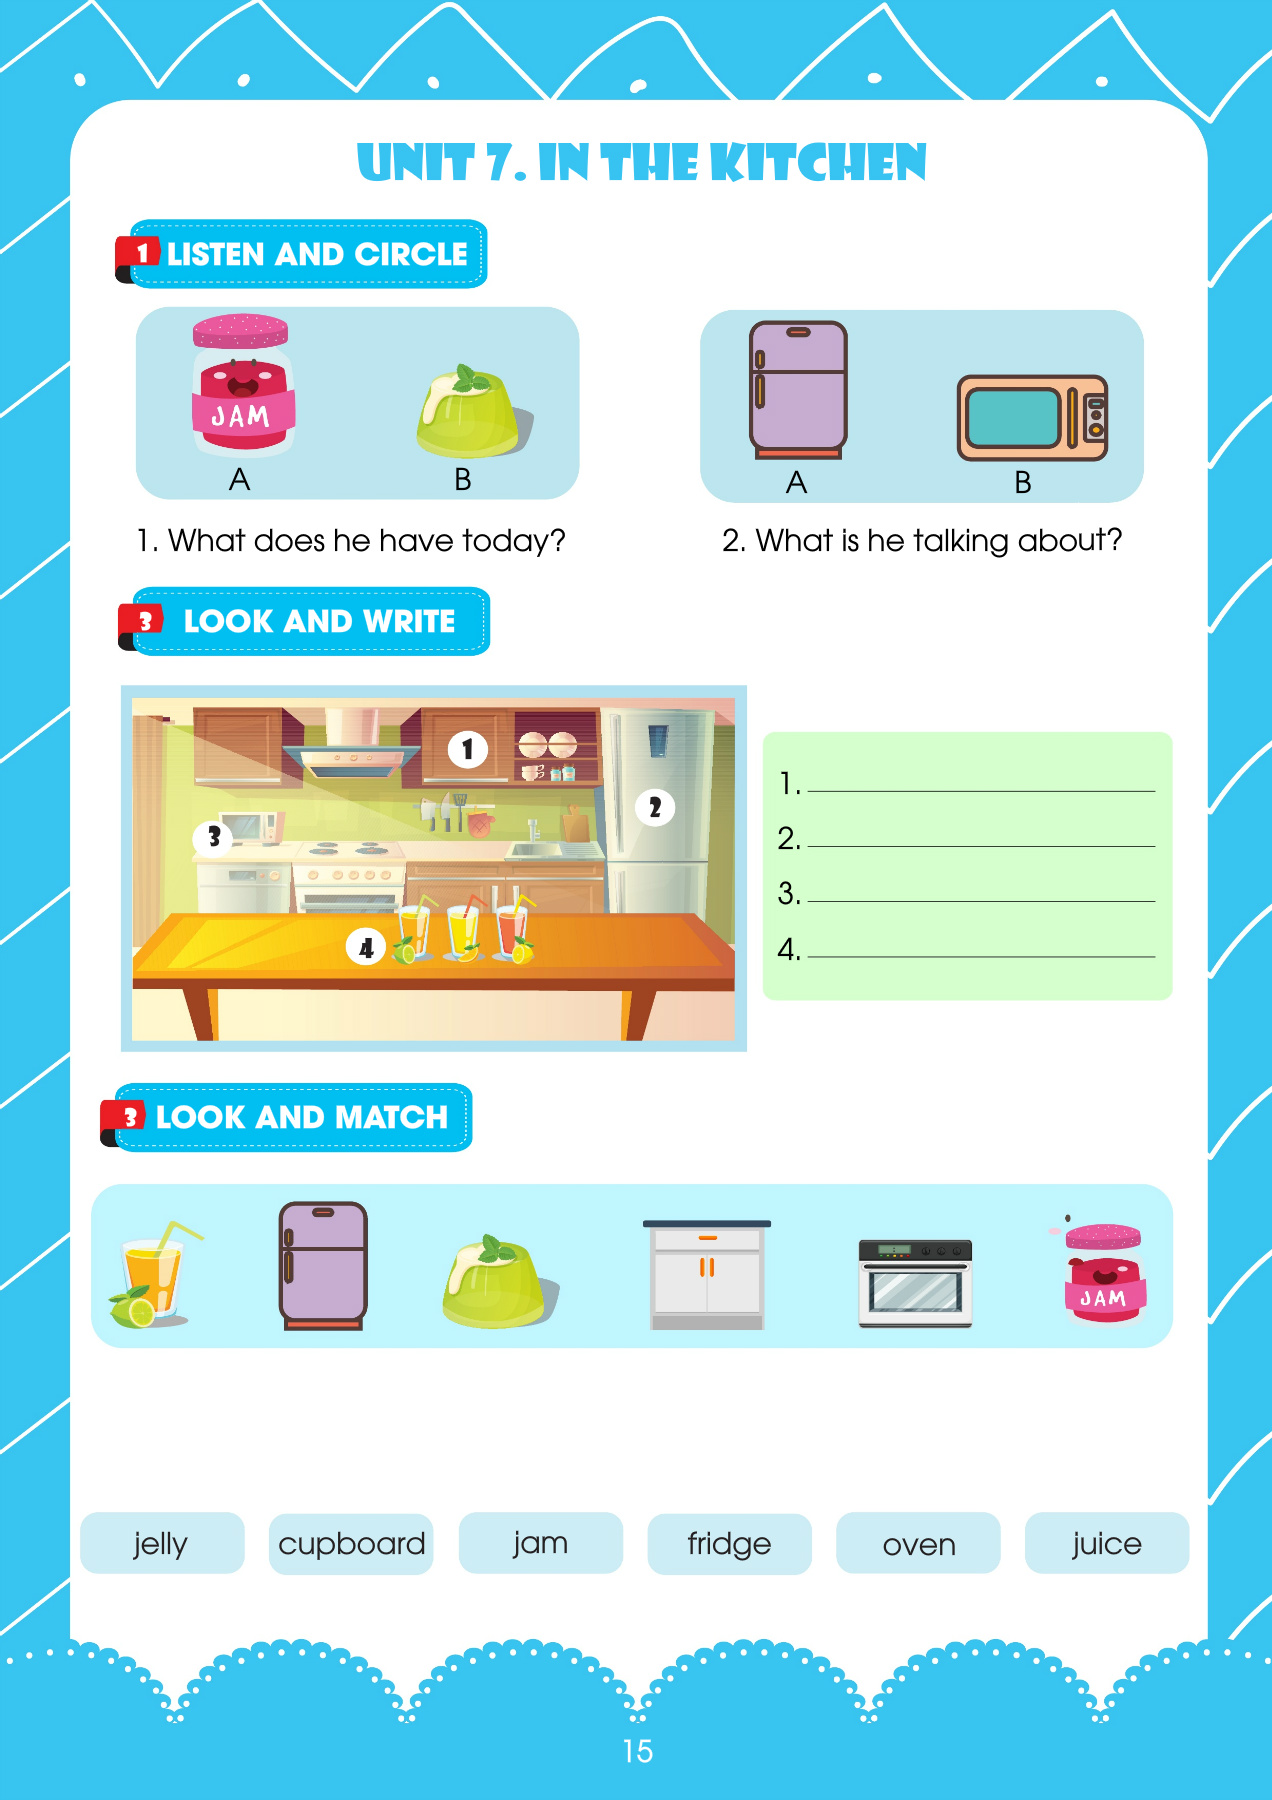 UNIT 7. IN THE KITCHEN
1 LISTEN AND CIRCLE
JAM
A B
A B
1. What does he have today?
2. What is he talking about?
3 LOOK AND WRITE
1
2
3
4
1.
2.
3.
4.
3 LOOK AND MATCH
JAM
jelly cupboard jam fridge oven juice
15